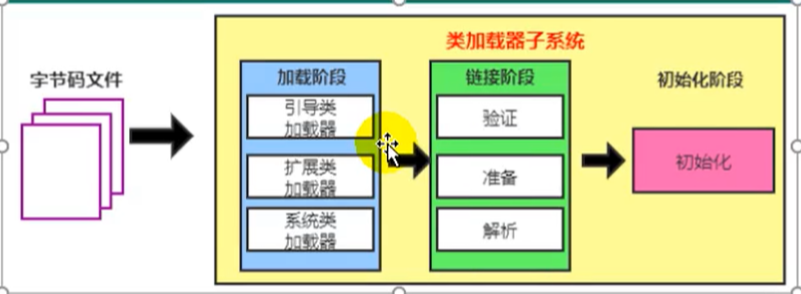 类加载器子系统
字节码文件
加载阶段
引导类
加载器
扩展类
加载器
系统类
加载器
链接阶段
验证
准备
解析
初始化阶段
初始化